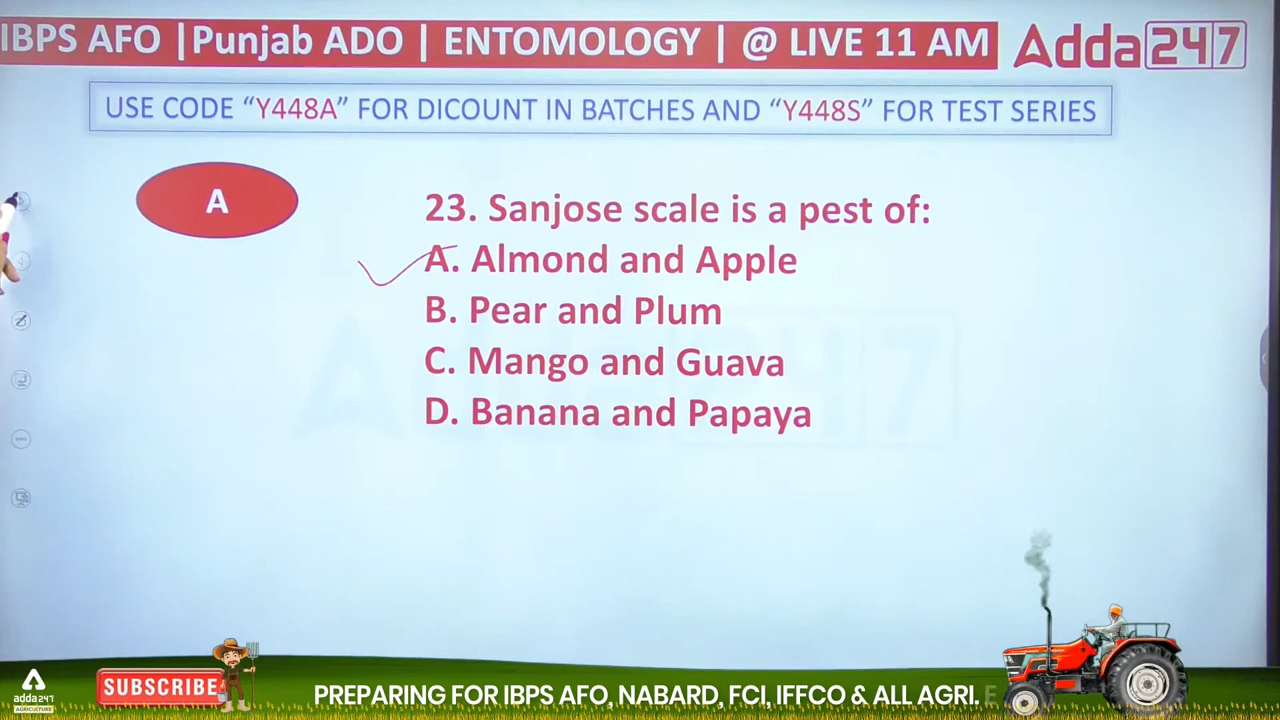 IBPS AFO |Punjab ADO | ENTOMOLOGY | @ LIVE 11 AM
Adda247
USE CODE “Y448A” FOR DICOUNT IN BATCHES AND “Y448S” FOR TEST SERIES
A
23. Sanjose scale is a pest of:
A. Almond and Apple
B. Pear and Plum
C. Mango and Guava
D. Banana and Papaya
Adda247
adda247
AGRICULTURE
SUBSCRIBE
PREPARING FOR IBPS AFO, NABARD, FCI, IFFCO & ALL AGRI. E